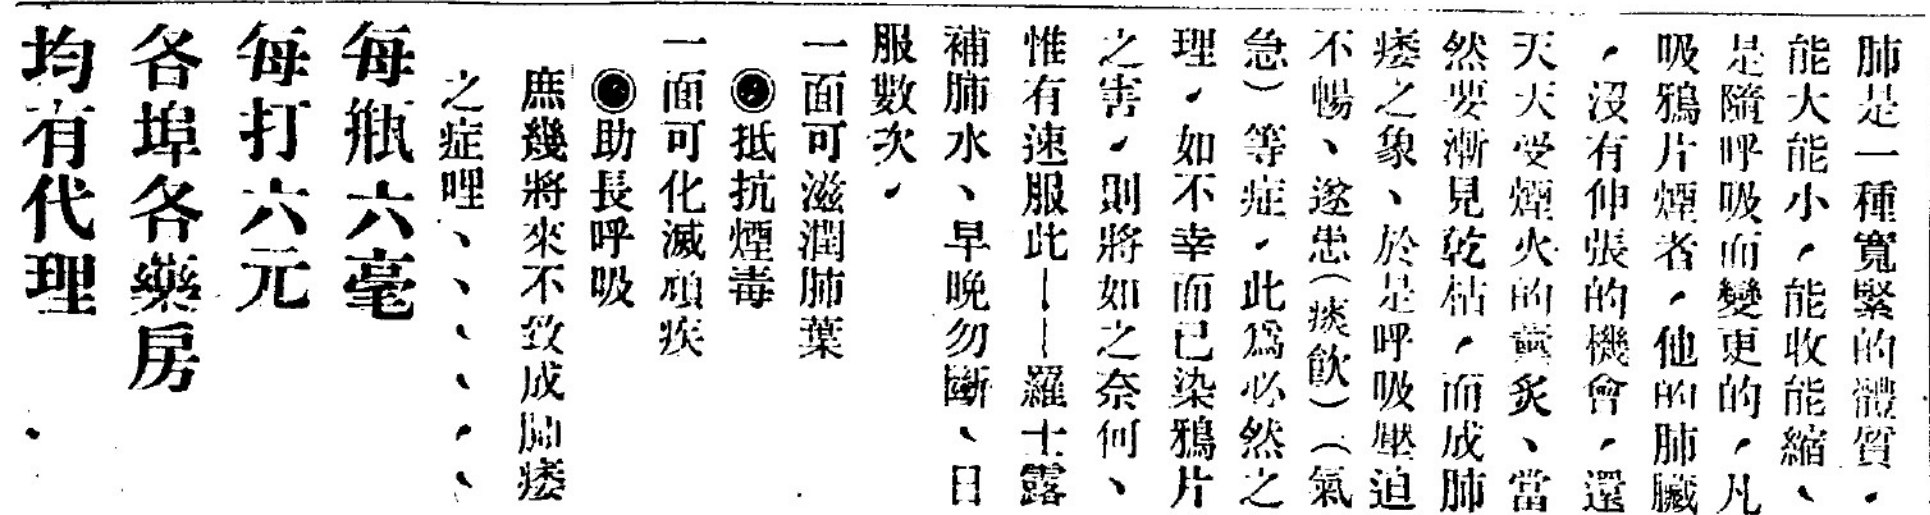 肺是一種寬緊的體質，
能大能小，能收能縮、
是隨呼吸而變更的，凡
吸鴉片煙者，他的肺臟
，沒有伸張的機會，還
天天受煙火的薰炙、當
然要漸見乾枯，而成肺
痿之象、於是呼吸壓迫
不暢、遂患（痰飲）（氣
急）等症，此爲必然之
理，如不幸而已染鴉片
之害，則將如之奈何、
惟有速服此——羅士露
補肺水、早晚勿斷、日
服數次，
一面可滋潤肺葉
◉抵抗煙毒
一面可化滅頑疾
◉助長呼吸
庶幾將來不致成肺痿
之症哩、、、、，、
每瓶六毫
每打六元
各埠各藥房
均有代理